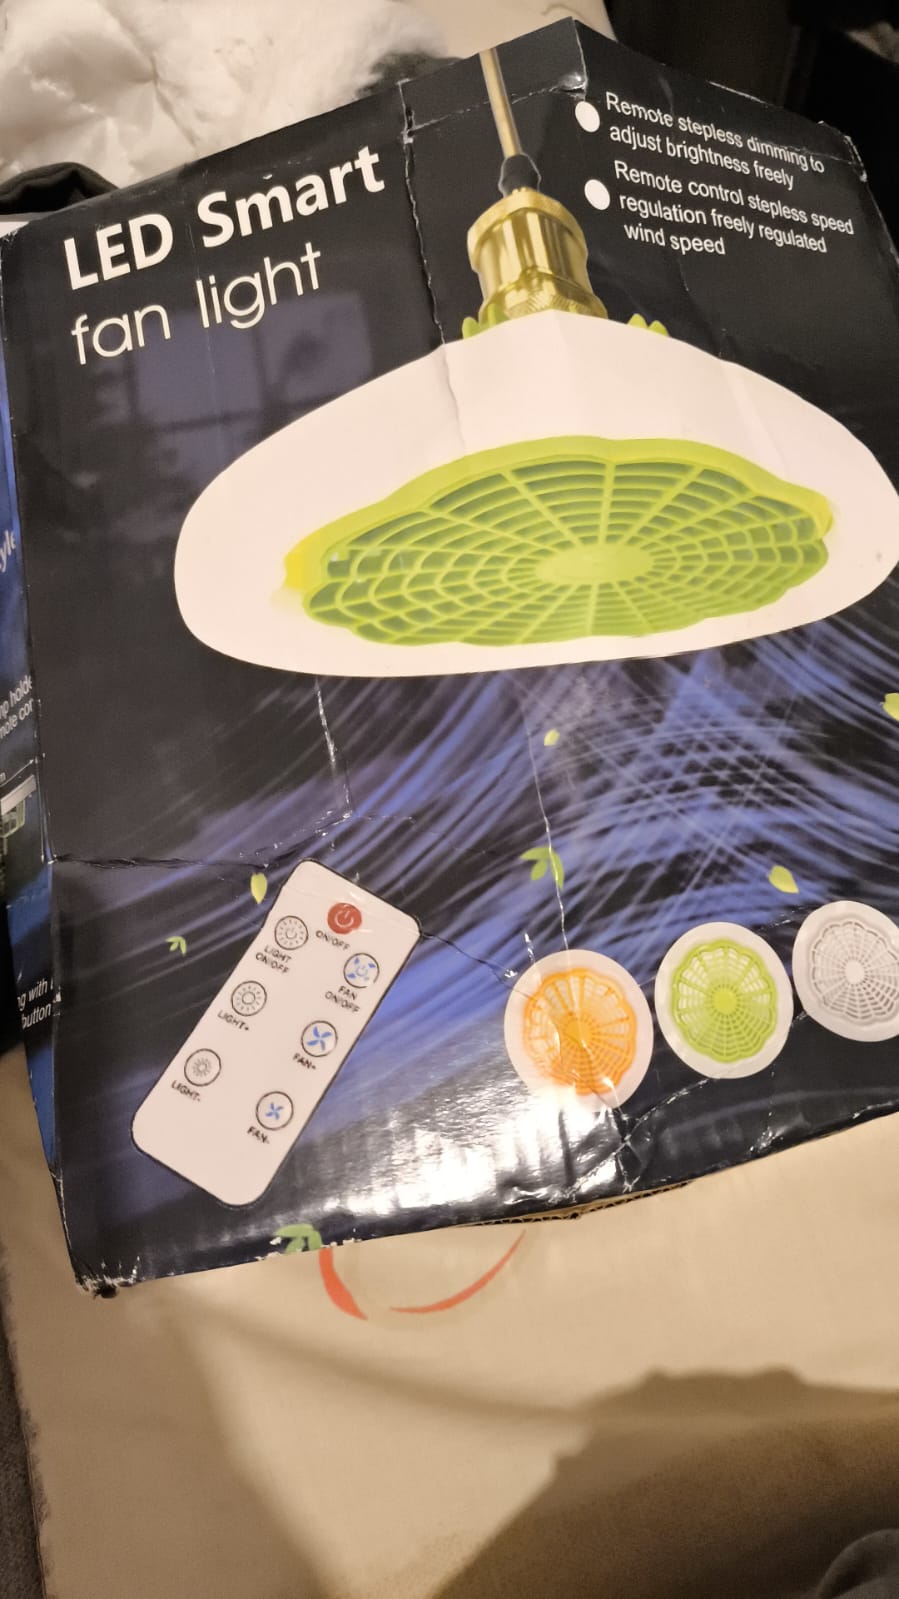 LED Smart
fan light
Remote stepless dimming to
adjust brightness freely
Remote control stepless speed
regulation freely regulated
wind speed
ON/OFF
LIGHT
ON/OFF
FAN
ON/OFF
LIGHT+
FAN+
LIGHT-
FAN-
button